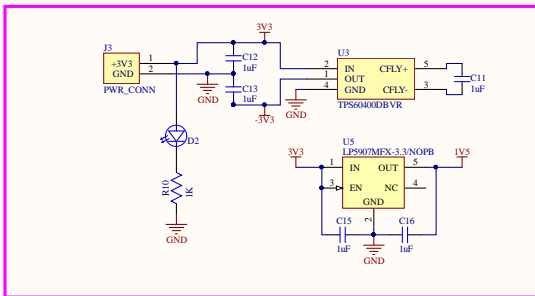 3V3
J3
+3V3 1
GND 2
PWR_CONN
C12
1uF
C13
1uF
GND
-3V3
U3
2 IN CFLY+ 5
1 OUT
4 GND CFLY- 3
TPS60400DBVR
GND
C11
1uF
D2
R10
1K
GND
U5
LP5907MFX-3.3/NOPB
3V3
1 IN OUT 5
1V5
3 EN NC 4
GND
2
C15
1uF
C16
1uF
GND